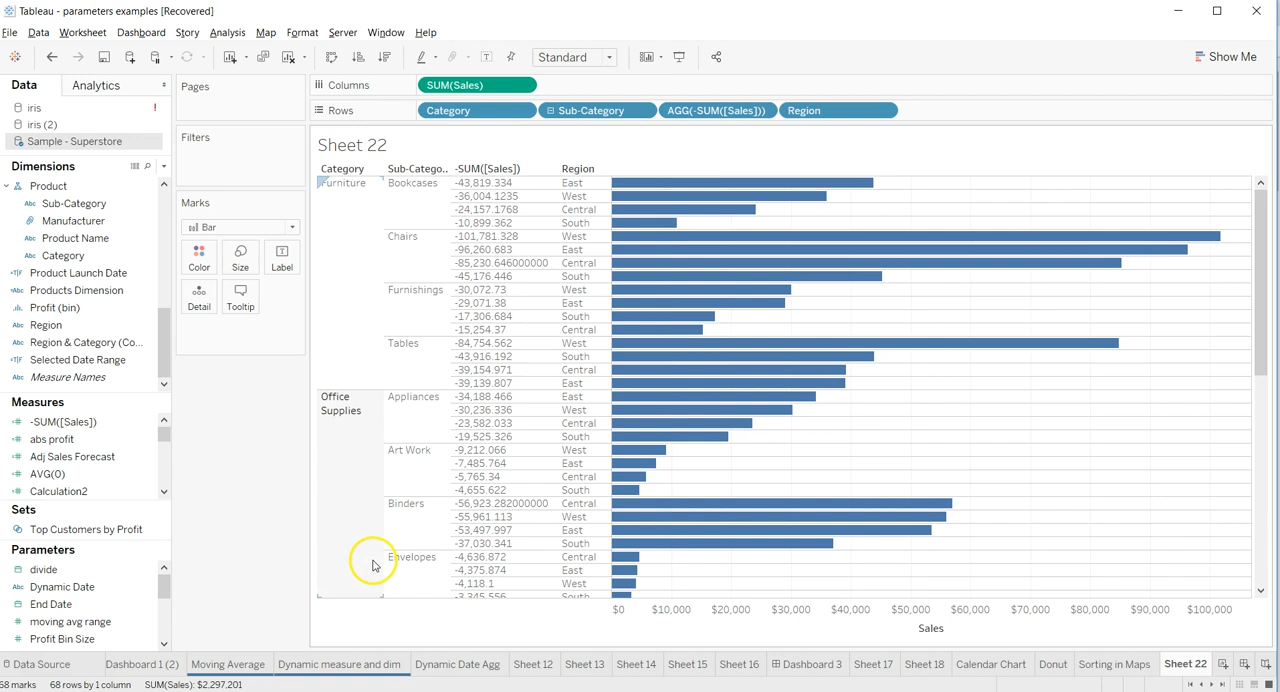 Tableau - parameters examples [Recovered]
File Data Worksheet Dashboard Story Analysis Map Format Server Window Help
Standard Show Me
Data Analytics
iris !
iris (2)
Sample - Superstore
Dimensions
Product
Abc Sub-Category
Manufacturer
Abc Product Name
Abc Category
Product Launch Date
Abc Products Dimension
Profit (bin)
Abc Region
Abc Region & Category (Co...
Selected Date Range
Abc Measure Names
Measures
-SUM([Sales])
abs profit
Adj Sales Forecast
AVG(0)
Calculation2
Sets
Top Customers by Profit
Parameters
divide
Abc Dynamic Date
End Date
moving avg range
Profit Bin Size
Pages
Filters
Marks
Bar
Color Size Label
Detail Tooltip
Columns SUM(Sales)
Rows Category Sub-Category AGG(-SUM([Sales])) Region
Sheet 22
Category Sub-Catego.. -SUM([Sales]) Region
Furniture Bookcases -43,819.334 East
-36,004.1235 West
-24,157.1768 Central
-10,899.362 South
Chairs -101,781.328 West
-96,260.683 East
-85,230.646000000 Central
-45,176.446 South
Furnishings -30,072.73 West
-29,071.38 East
-17,306.684 South
-15,254.37 Central
Tables -84,754.562 West
-43,916.192 South
-39,154.971 Central
-39,139.807 East
Office Supplies Appliances -34,188.466 East
-30,236.336 West
-23,582.033 Central
-19,525.326 South
Art Work -9,212.066 West
-7,485.764 East
-5,765.34 Central
-4,655.622 South
Binders -56,923.282000000 Central
-55,961.113 West
-53,497.997 East
-37,030.341 South
Envelopes -4,636.872 Central
-4,375.874 East
-4,118.1 West
-3,345.556 South
$0 $10,000 $20,000 $30,000 $40,000 $50,000 $60,000 $70,000 $80,000 $90,000 $100,000
Sales
Data Source Dashboard 1 (2) Moving Average Dynamic measure and dim Dynamic Date Agg Sheet 12 Sheet 13 Sheet 14 Sheet 15 Sheet 16 Dashboard 3 Sheet 17 Sheet 18 Calendar Chart Donut Sorting in Maps Sheet 22
68 marks 68 rows by 1 column SUM(Sales): $2,297,201